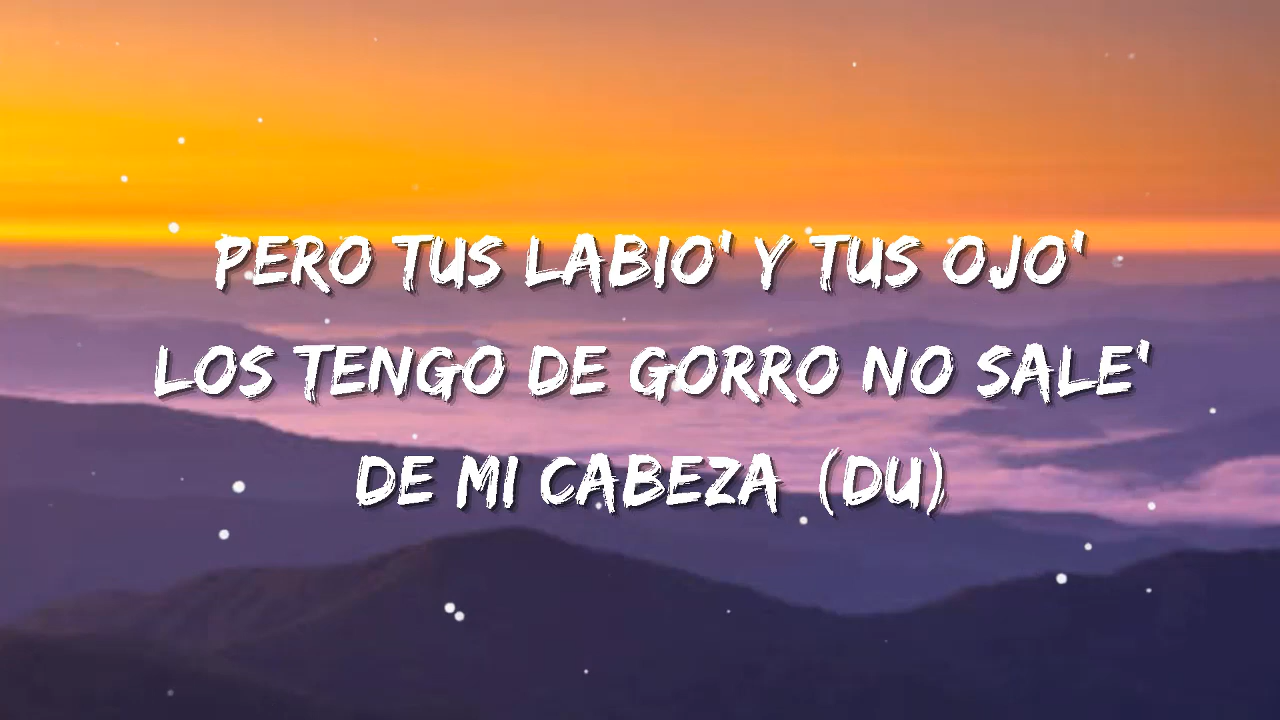 PERO TUS LABIO' Y TUS OJO'
LOS TENGO DE GORRO NO SALE'
DE MI CABEZA (DU)